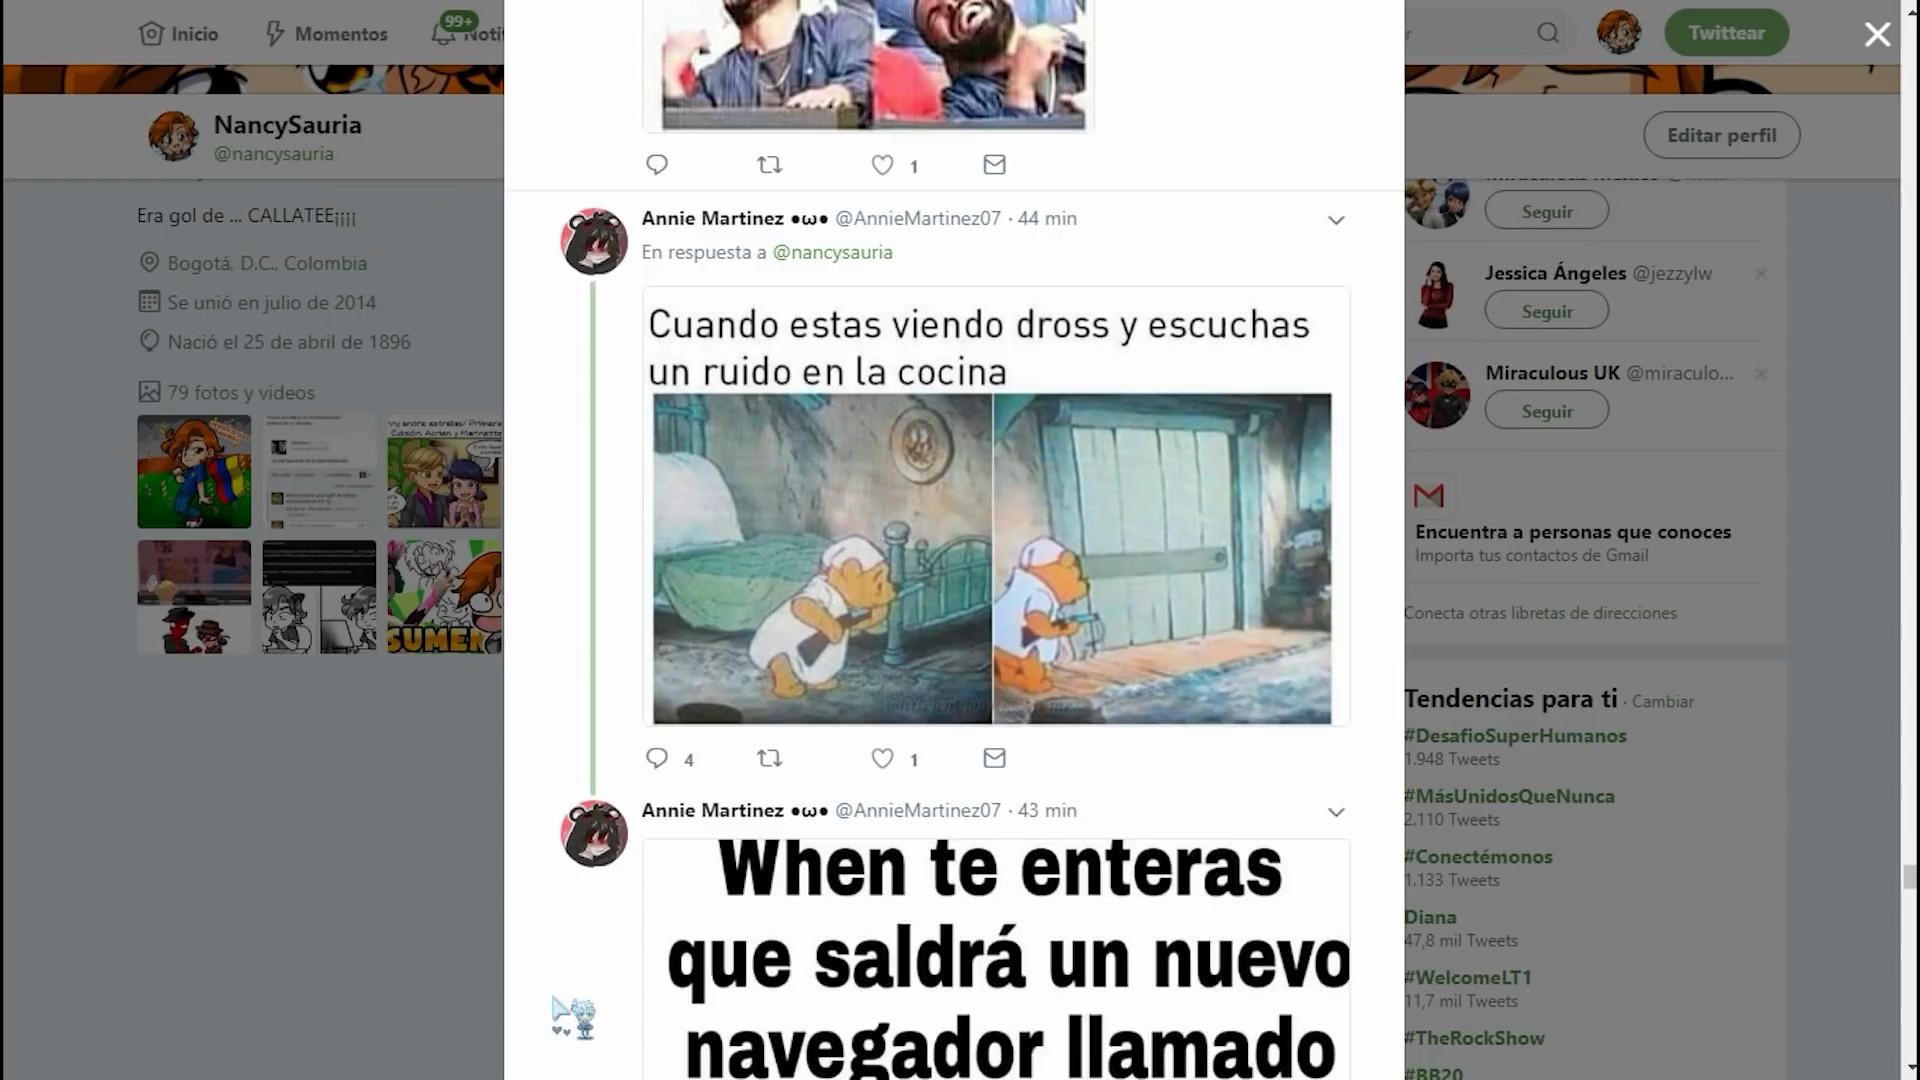 Inicio
Momentos
99+
Twittear
NancySauria
@nancysauria
Editar perfil
Era gol de ... CALLATEE¡¡¡¡
Bogotá, D.C., Colombia
Se unió en julio de 2014
Nació el 25 de abril de 1896
79 fotos y videos
SUMER
1
Annie Martinez •ω• @AnnieMartinez07 · 44 min
En respuesta a @nancysauria
Cuando estas viendo dross y escuchas
un ruido en la cocina
4
1
Annie Martinez •ω• @AnnieMartinez07 · 43 min
When te enteras
que saldrá un nuevo
navegador llamado
Seguir
Jessica Ángeles @jezzylw
Seguir
Miraculous UK @miraculo...
Seguir
Encuentra a personas que conoces
Importa tus contactos de Gmail
Conecta otras libretas de direcciones
Tendencias para ti · Cambiar
#DesafioSuperHumanos
1.948 Tweets
#MásUnidosQueNunca
2.110 Tweets
#Conectémonos
1.133 Tweets
Diana
47,8 mil Tweets
#WelcomeLT1
11,7 mil Tweets
#TheRockShow
#BB20